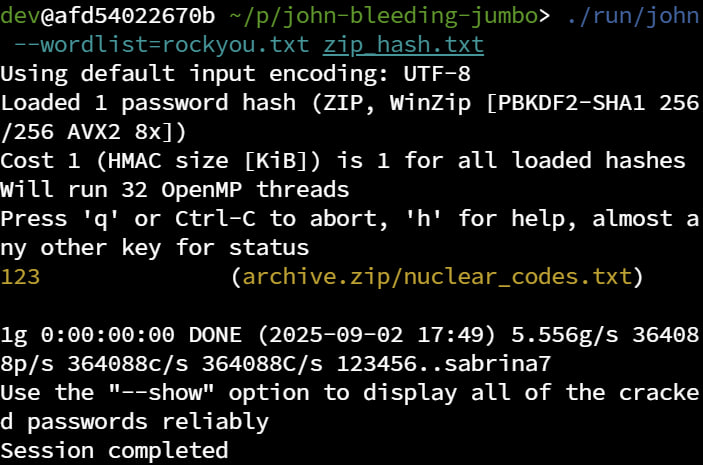 dev@afd54022670b ~/p/john-bleeding-jumbo> ./run/john
 --wordlist=rockyou.txt zip_hash.txt
Using default input encoding: UTF-8
Loaded 1 password hash (ZIP, WinZip [PBKDF2-SHA1 256
/256 AVX2 8x])
Cost 1 (HMAC size [KiB]) is 1 for all loaded hashes
Will run 32 OpenMP threads
Press 'q' or Ctrl-C to abort, 'h' for help, almost a
ny other key for status
123              (archive.zip/nuclear_codes.txt)

1g 0:00:00:00 DONE (2025-09-02 17:49) 5.556g/s 36408
8p/s 364088c/s 364088C/s 123456..sabrina7
Use the "--show" option to display all of the cracke
d passwords reliably
Session completed